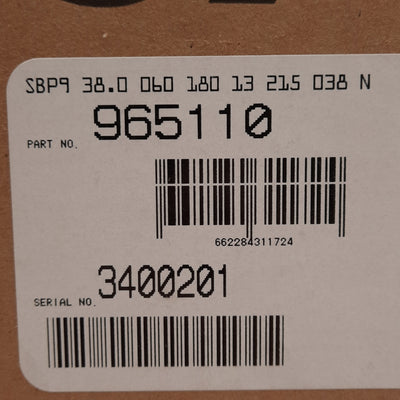 SBP9 38.0 060 180 13 215 038 N
PART NO. 965110
662284311724
SERIAL NO. 3400201